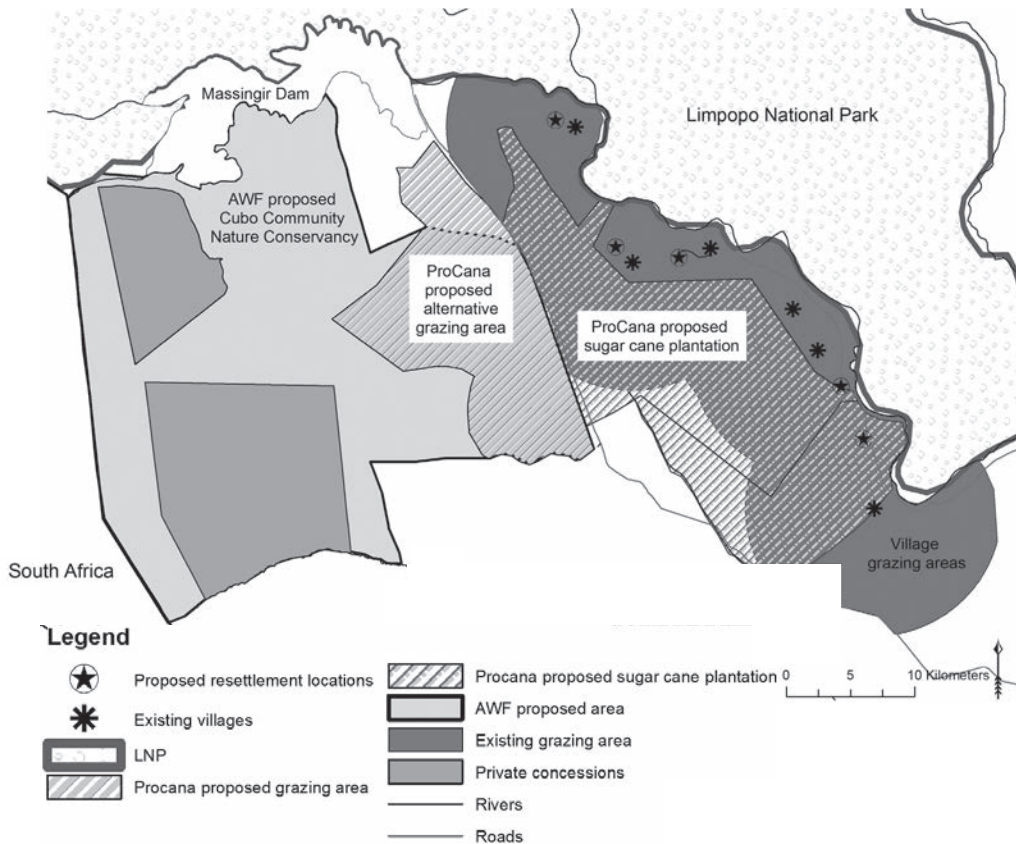 Massingir Dam
Limpopo National Park
AWF proposed
Cubo Community
Nature Conservancy
ProCana
proposed
alternative
grazing area
ProCana proposed
sugar cane plantation
Village
grazing areas
South Africa
Legend
Proposed resettlement locations
Existing villages
LNP
Procana proposed grazing area
Procana proposed sugar cane plantation
AWF proposed area
Existing grazing area
Private concessions
Rivers
Roads
0 5 10 Kilometers